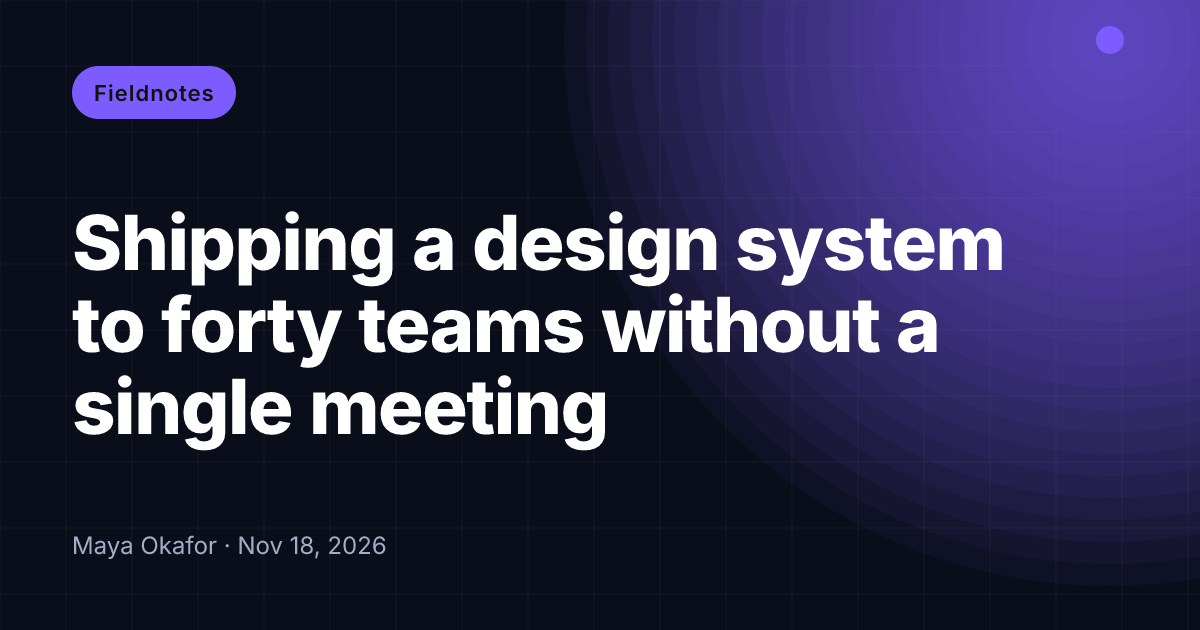 Fieldnotes
Shipping a design system
to forty teams without a
single meeting
Maya Okafor · Nov 18, 2026